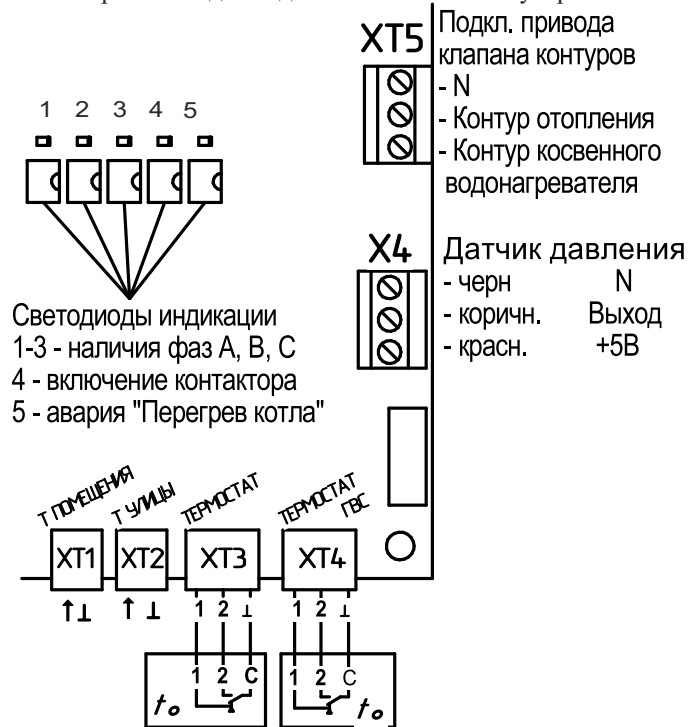 XT5
Подкл. привода
клапана контуров
- N
- Контур отопления
- Контур косвенного
водонагревателя
1 2 3 4 5
X4
Датчик давления
- черн N
- коричн. Выход
- красн. +5В
Светодиоды индикации
1-3 - наличия фаз А, В, С
4 - включение контактора
5 - авария "Перегрев котла"
Т ПОМЕЩЕНИЯ
Т УЛИЦЫ
ТЕРМОСТАТ
ТЕРМОСТАТ
ГВС
XT1 XT2 XT3 XT4
↑⊥ ↑ ⊥ 1 2 ⊥ 1 2 ⊥
1 2 C 1 2 C
to to